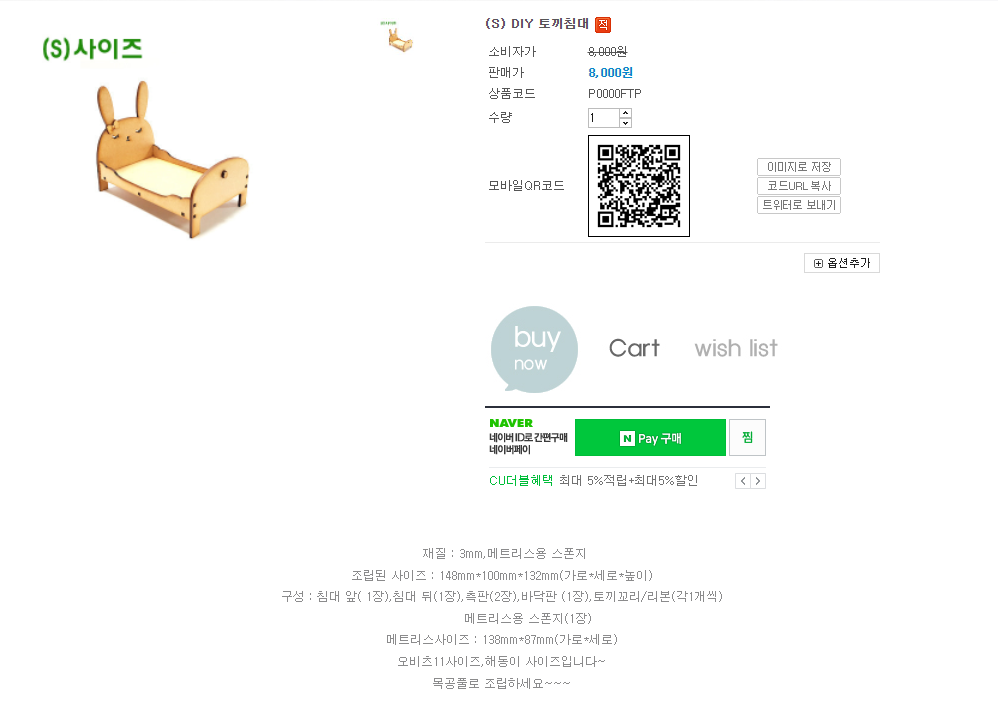 (S)사이즈
(S) DIY 토끼침대 적
소비자가 8,000원
판매가 8,000원
상품코드 P0000FTP
수량 1
모바일QR코드
이미지로 저장
코드URL 복사
트위터로 보내기
옵션추가
buy now
Cart
wish list
NAVER
네이버 ID로 간편구매
네이버페이
N Pay 구매
찜
CU더블혜택 최대 5%적립+최대5%할인
재질 : 3mm,메트리스용 스폰지
조립된 사이즈 : 148mm*100mm*132mm(가로*세로*높이)
구성 : 침대 앞( 1장),침대 뒤(1장),측판(2장),바닥판 (1장),토끼꼬리/리본(각1개씩)
메트리스용 스폰지(1장)
메트리스사이즈 : 138mm*87mm(가로*세로)
오비츠11사이즈,해동이 사이즈입니다~
목공풀로 조립하세요~~~